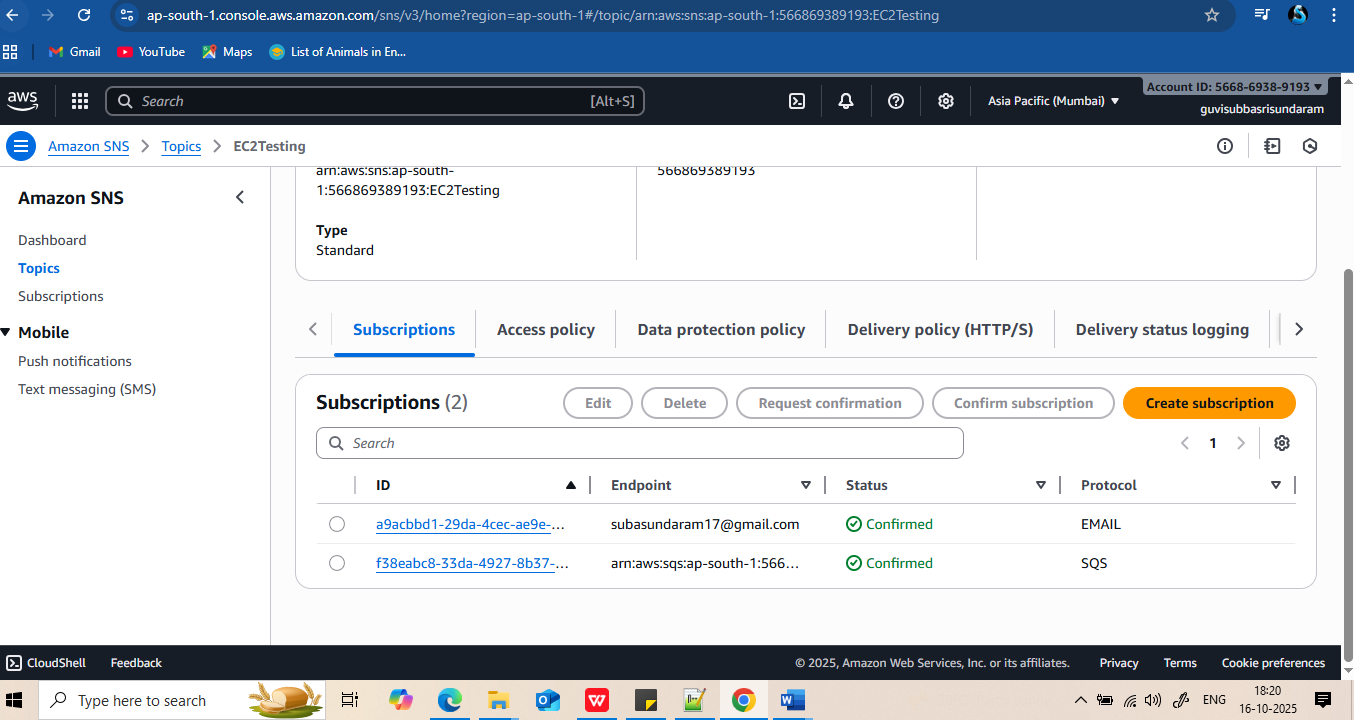 ap-south-1.console.aws.amazon.com/sns/v3/home?region=ap-south-1#/topic/arn:aws:sns:ap-south-1:566869389193:EC2Testing
Gmail YouTube Maps List of Animals in En...
aws Search [Alt+S] Asia Pacific (Mumbai) Account ID: 5668-6938-9193
guvisubbasrisundaram
Amazon SNS Topics EC2Testing
Amazon SNS
Dashboard
Topics
Subscriptions
Mobile
Push notifications
Text messaging (SMS)
arn:aws:sns:ap-south- 566869389193
1:566869389193:EC2Testing
Type
Standard
Subscriptions Access policy Data protection policy Delivery policy (HTTP/S) Delivery status logging
Subscriptions (2) Edit Delete Request confirmation Confirm subscription Create subscription
Search 1
ID Endpoint Status Protocol
a9acbbd1-29da-4cec-ae9e-... subasundaram17@gmail.com Confirmed EMAIL
f38eabc8-33da-4927-8b37-... arn:aws:sqs:ap-south-1:566... Confirmed SQS
CloudShell Feedback © 2025, Amazon Web Services, Inc. or its affiliates. Privacy Terms Cookie preferences
Type here to search ENG 18:20
16-10-2025